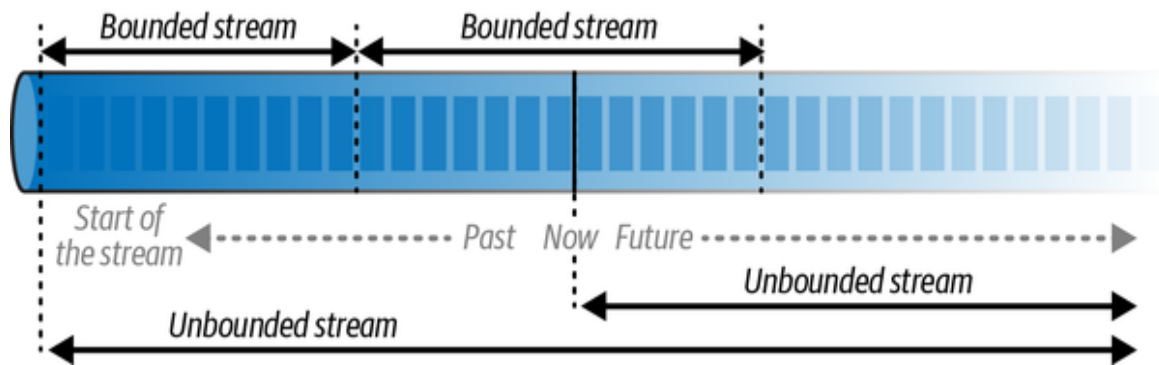 Bounded stream
Bounded stream
Start of
the stream
Past
Now
Future
Unbounded stream
Unbounded stream